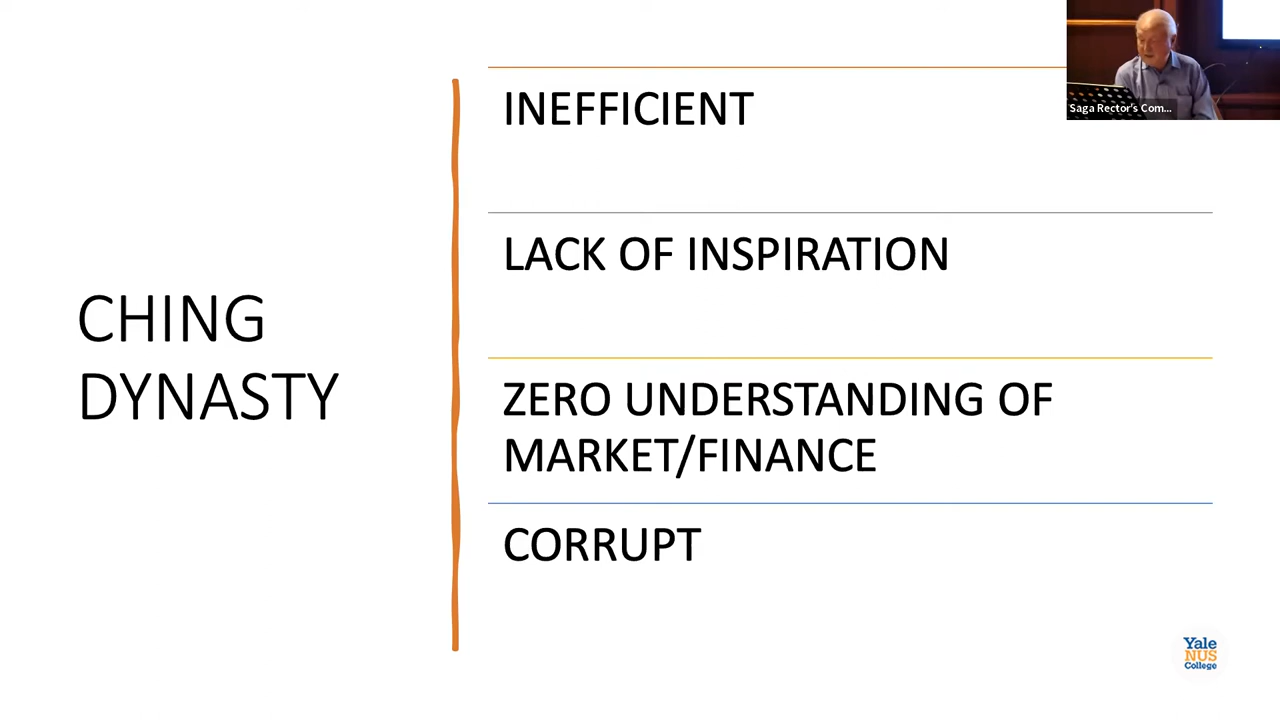 CHING
DYNASTY
INEFFICIENT
LACK OF INSPIRATION
ZERO UNDERSTANDING OF
MARKET/FINANCE
CORRUPT
Saga Rector's Com...
Yale
NUS
College